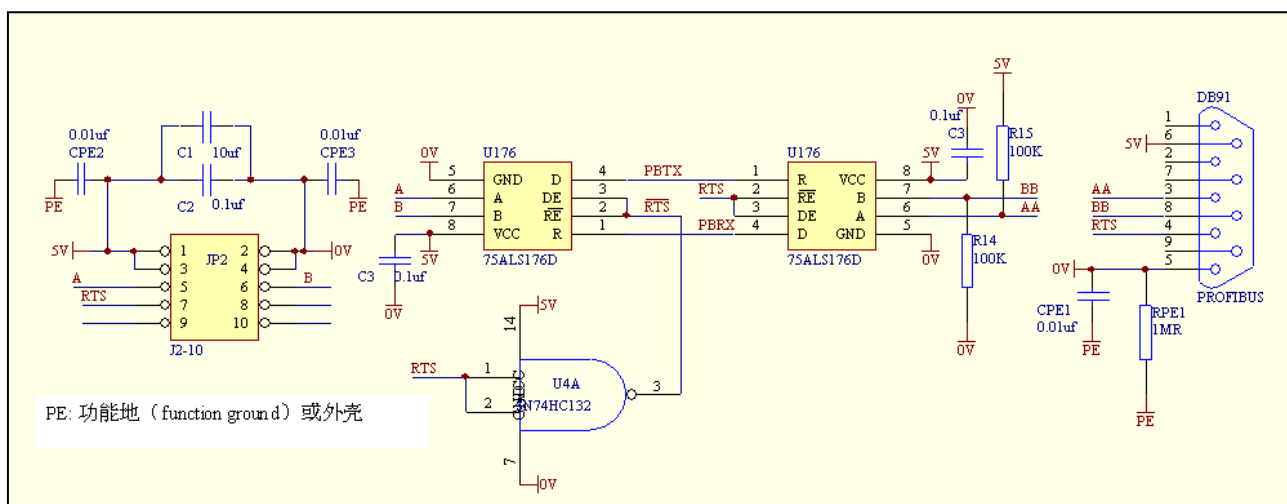 0.01uf
CPE2
C1
10uf
C2
0.1uf
0.01uf
CPE3
PE
PE
5V
0V
JP2
1 2
3 4
5 6
7 8
9 10
A
B
RTS
J2-10
PE: 功能地（function ground）或外壳
0V
U176
5 GND D 4
6 A DE 3
7 B RE 2
8 VCC R 1
A
B
75ALS176D
5V
C3
0.1uf
0V
PBTX
RTS
PBRX
RTS
U176
1 R VCC 8
2 RE B 7
3 DE A 6
4 D GND 5
75ALS176D
0V
0.1uf
C3
5V
5V
R15
100K
BB
AA
0V
R14
100K
0V
5V
14
RTS
1
2
U4A
N74HC132
3
7
0V
DB91
1
6
2
7
3
8
4
9
5
5V
AA
BB
RTS
0V
PROFIBUS
CPE1
0.01uf
PE
RPE1
1MR
PE